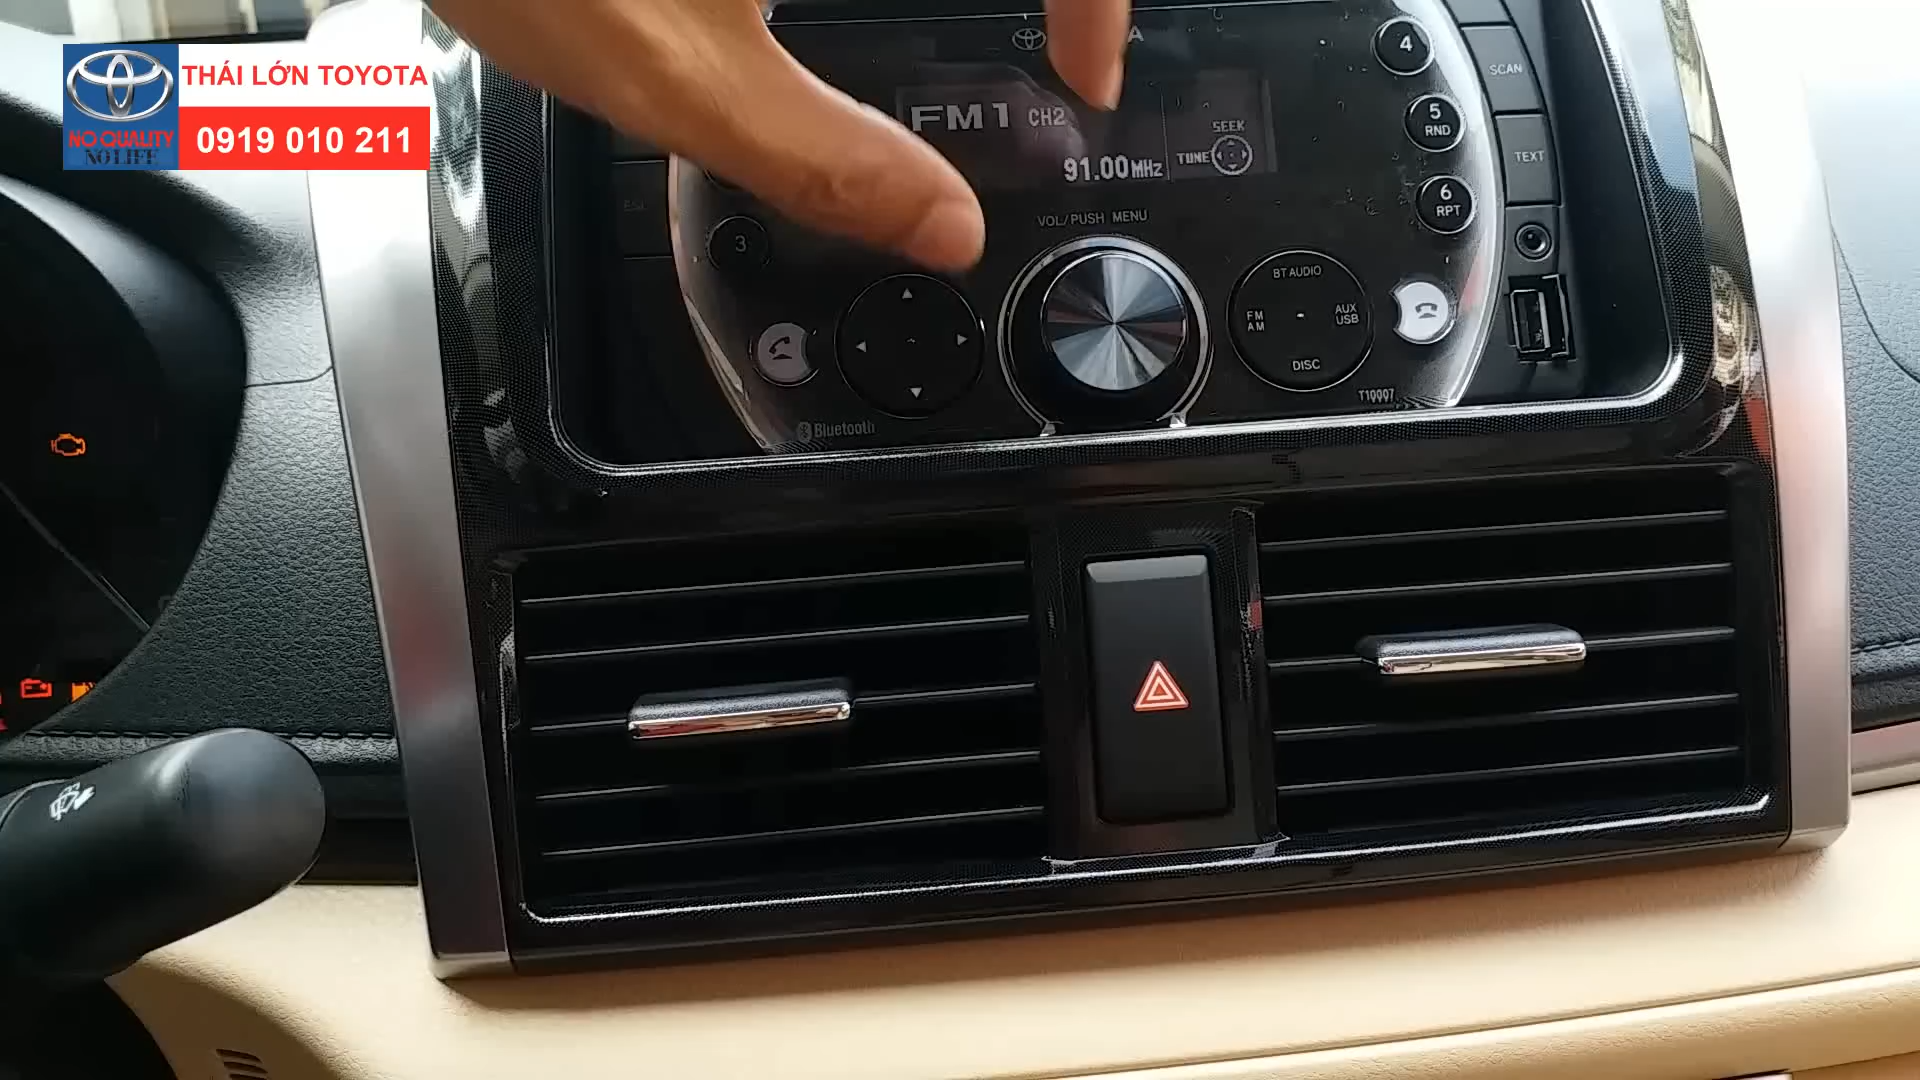 THÁI LỚN TOYOTA
NO QUALITY
NO LIFE
0919 010 211
FM1 CH2
91.00MHz
SEEK
TUNE
VOL/PUSH MENU
3
4
5
RND
6
RPT
SCAN
TEXT
BT AUDIO
FM
AM
AUX
USB
DISC
T10007
Bluetooth